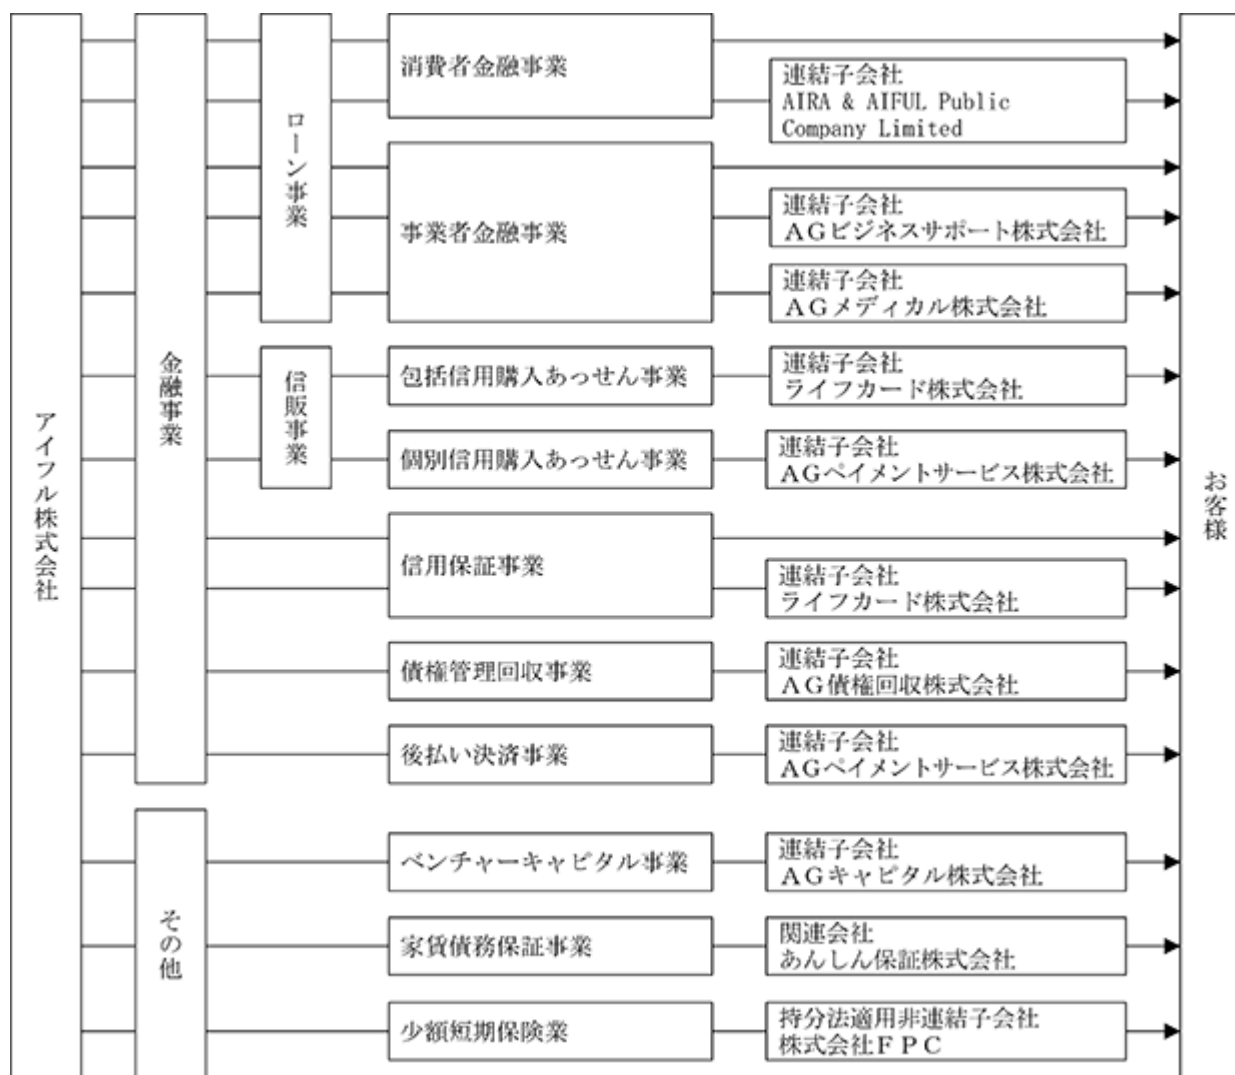 アイフル株式会社
金融事業
ローン事業
消費者金融事業
連結子会社
AIRA & AIFUL Public
Company Limited
事業者金融事業
連結子会社
AGビジネスサポート株式会社
連結子会社
AGメディカル株式会社
信販事業
包括信用購入あっせん事業
連結子会社
ライフカード株式会社
個別信用購入あっせん事業
連結子会社
AGペイメントサービス株式会社
信用保証事業
連結子会社
ライフカード株式会社
債権管理回収事業
連結子会社
AG債権回収株式会社
後払い決済事業
連結子会社
AGペイメントサービス株式会社
その他
ベンチャーキャピタル事業
連結子会社
AGキャピタル株式会社
家賃債務保証事業
関連会社
あんしん保証株式会社
少額短期保険業
持分法適用非連結子会社
株式会社FPC
お客様